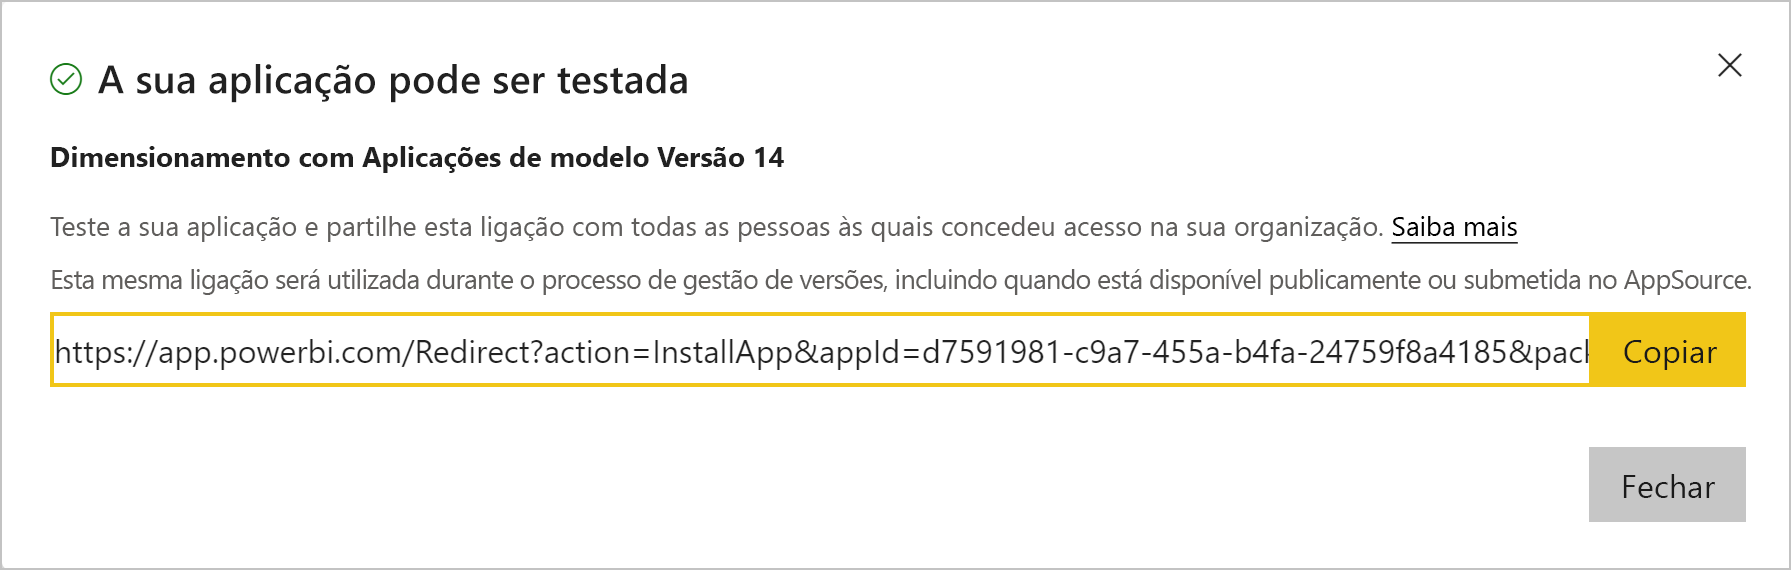 A sua aplicação pode ser testada
Dimensionamento com Aplicações de modelo Versão 14
Teste a sua aplicação e partilhe esta ligação com todas as pessoas às quais concedeu acesso na sua organização. Saiba mais
Esta mesma ligação será utilizada durante o processo de gestão de versões, incluindo quando está disponível publicamente ou submetida no AppSource.
https://app.powerbi.com/Redirect?action=InstallApp&appId=d7591981-c9a7-455a-b4fa-24759f8a4185&pack Copiar
Fechar